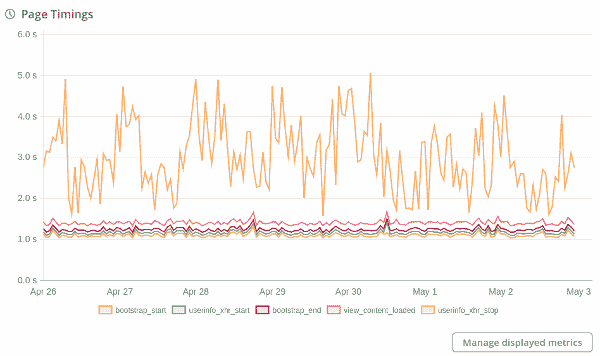 Page Timings
6.0 s
5.0 s
4.0 s
3.0 s
2.0 s
1.0 s
0.0 s
Apr 26 Apr 27 Apr 28 Apr 29 Apr 30 May 1 May 2 May 3
bootstrap_start userinfo_xhr_start bootstrap_end view_content_loaded userinfo_xhr_stop
Manage displayed metrics